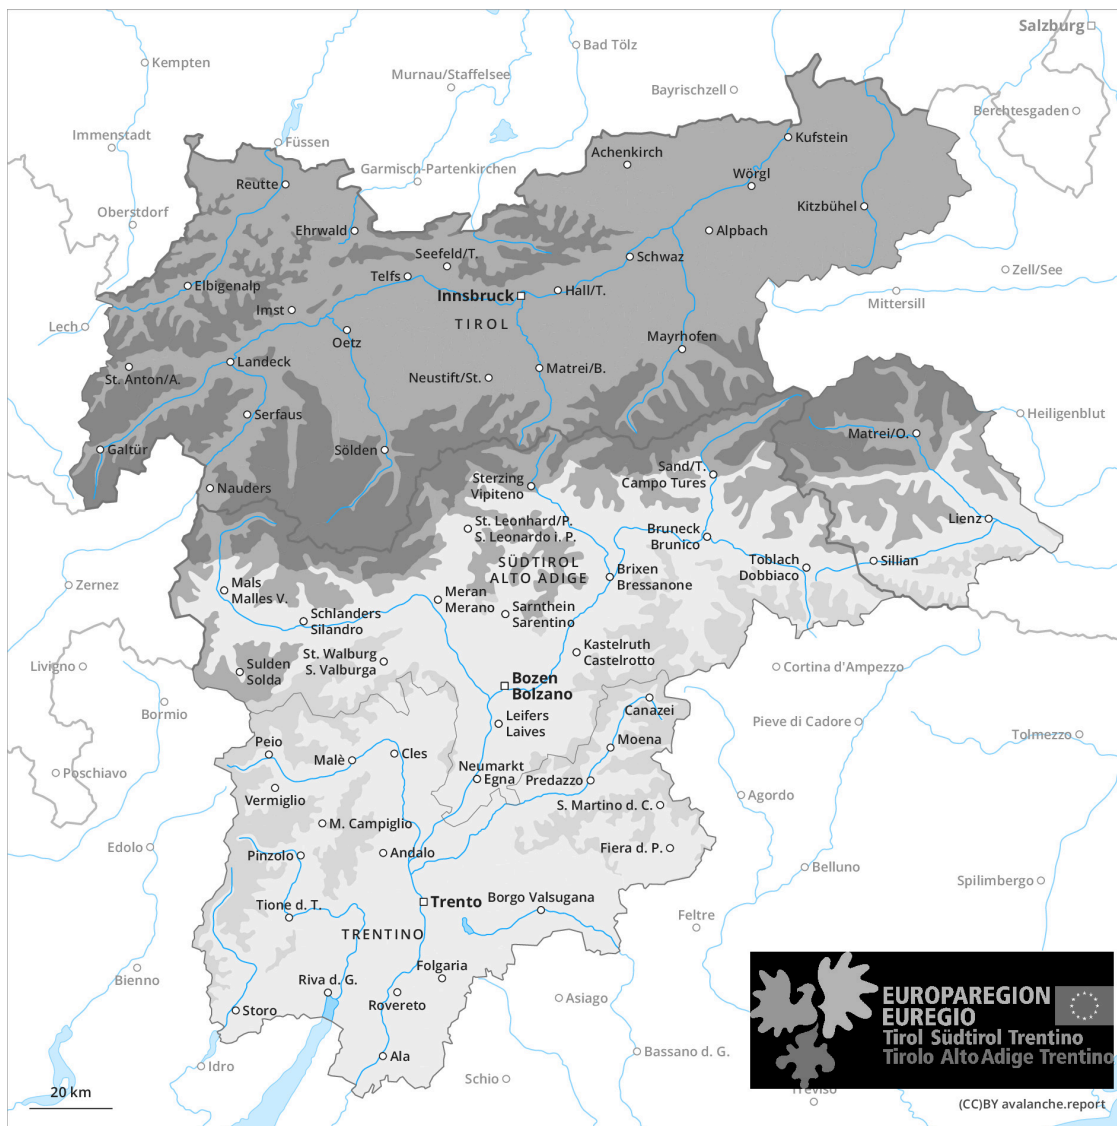 Salzburg
Bad Tölz
Kempten
Murnau/Staffelsee
Bayrischzell
Berchtesgaden
Immenstadt
Füssen
Kufstein
Achenkirch
Garmisch-Partenkirchen
Wörgl
Reutte
Oberstdorf
Kitzbühel
Ehrwald
Alpbach
Seefeld/T.
Schwaz
Zell/See
Telfs
Elbigenalp
Innsbruck
Hall/T.
Mittersill
Imst
TIROL
Lech
Oetz
Mayrhofen
Landeck
Matrei/B.
St. Anton/A.
Neustift/St.
Serfaus
Heiligenblut
Matrei/O.
Galtür
Sölden
Sand/T.
Campo Tures
Sterzing
Vipiteno
Nauders
Lienz
St. Leonhard/P.
S. Leonardo i. P.
Bruneck
Brunico
SÜDTIROL
ALTO ADIGE
Toblach
Dobbiaco
Sillian
Brixen
Bressanone
Zernez
Mals
Malles V.
Meran
Merano
Schlanders
Silandro
Sarnthein
Sarentino
Kastelruth
Castelrotto
St. Walburg
S. Valburga
Livigno
Sulden
Solda
Cortina d'Ampezzo
Bozen
Bolzano
Canazei
Bormio
Leifers
Laives
Pieve di Cadore
Tolmezzo
Peio
Cles
Moena
Malè
Poschiavo
Neumarkt
Egna
Predazzo
Vermiglio
Agordo
S. Martino d. C.
M. Campiglio
Edolo
Fiera d. P.
Pinzolo
Andalo
Belluno
Spilimbergo
Trento
Borgo Valsugana
Tione d. T.
Feltre
TRENTINO
Folgaria
Bienno
Riva d. G.
Rovereto
Asiago
Storo
EUROPAREGION
EUREGIO
Tirol Südtirol Trentino
Tirolo Alto Adige Trentino
Ala
Bassano d. G.
Idro
Schio
Treviso
20 km
(CC)BY avalanche.report